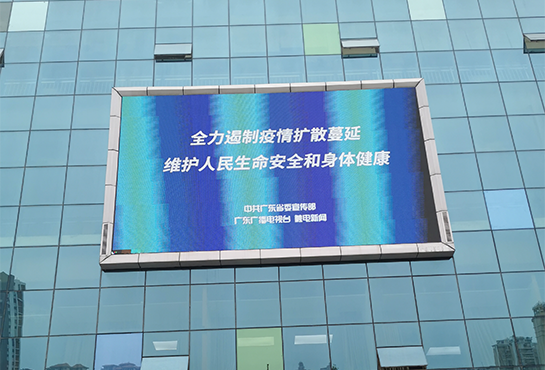 全力遏制疫情扩散蔓延
维护人民生命安全和身体健康
中共广东省委宣传部
广东广播电视台 触电新闻